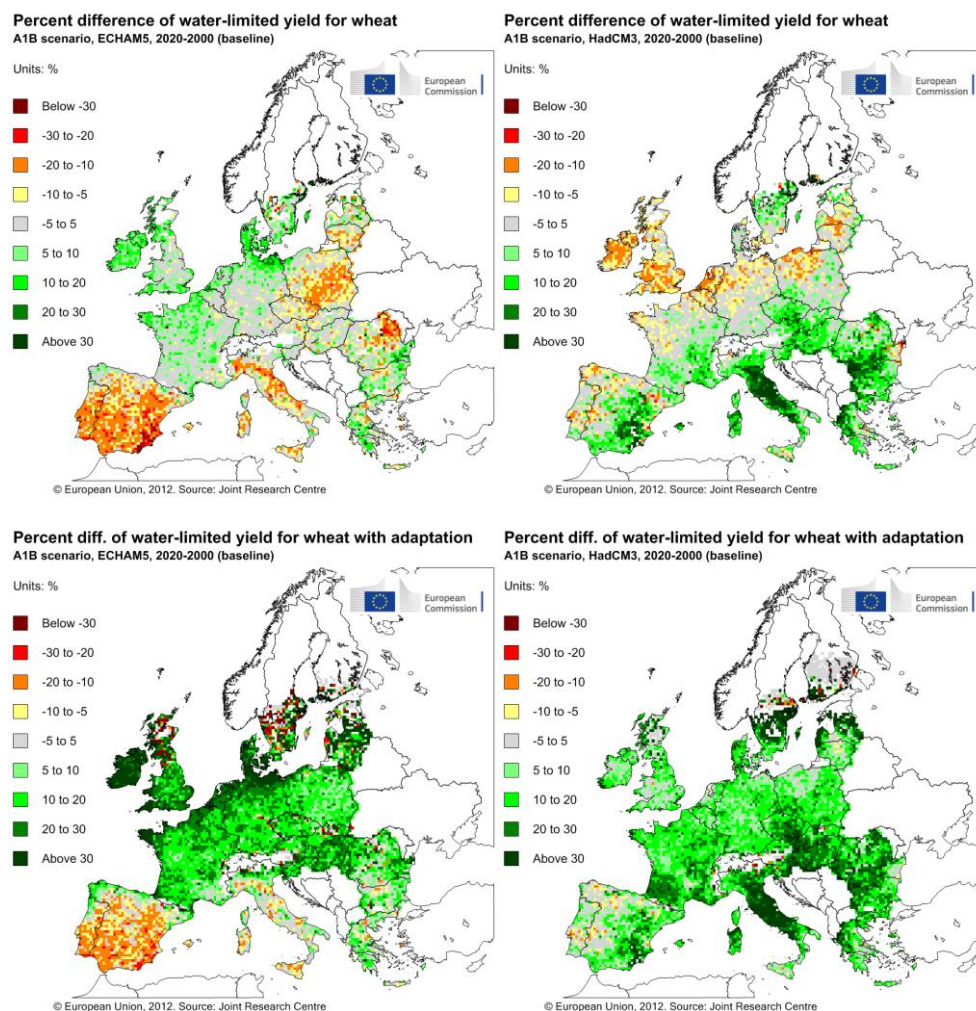 Percent difference of water-limited yield for wheat
A1B scenario, ECHAM5, 2020-2000 (baseline)
Units: %
European
Commission
Below -30
-30 to -20
-20 to -10
-10 to -5
-5 to 5
5 to 10
10 to 20
20 to 30
Above 30
© European Union, 2012. Source: Joint Research Centre
Percent difference of water-limited yield for wheat
A1B scenario, HadCM3, 2020-2000 (baseline)
Units: %
European
Commission
Below -30
-30 to -20
-20 to -10
-10 to -5
-5 to 5
5 to 10
10 to 20
20 to 30
Above 30
© European Union, 2012. Source: Joint Research Centre
Percent diff. of water-limited yield for wheat with adaptation
A1B scenario, ECHAM5, 2020-2000 (baseline)
Units: %
European
Commission
Below -30
-30 to -20
-20 to -10
-10 to -5
-5 to 5
5 to 10
10 to 20
20 to 30
Above 30
© European Union, 2012. Source: Joint Research Centre
Percent diff. of water-limited yield for wheat with adaptation
A1B scenario, HadCM3, 2020-2000 (baseline)
Units: %
European
Commission
Below -30
-30 to -20
-20 to -10
-10 to -5
-5 to 5
5 to 10
10 to 20
20 to 30
Above 30
© European Union, 2012. Source: Joint Research Centre